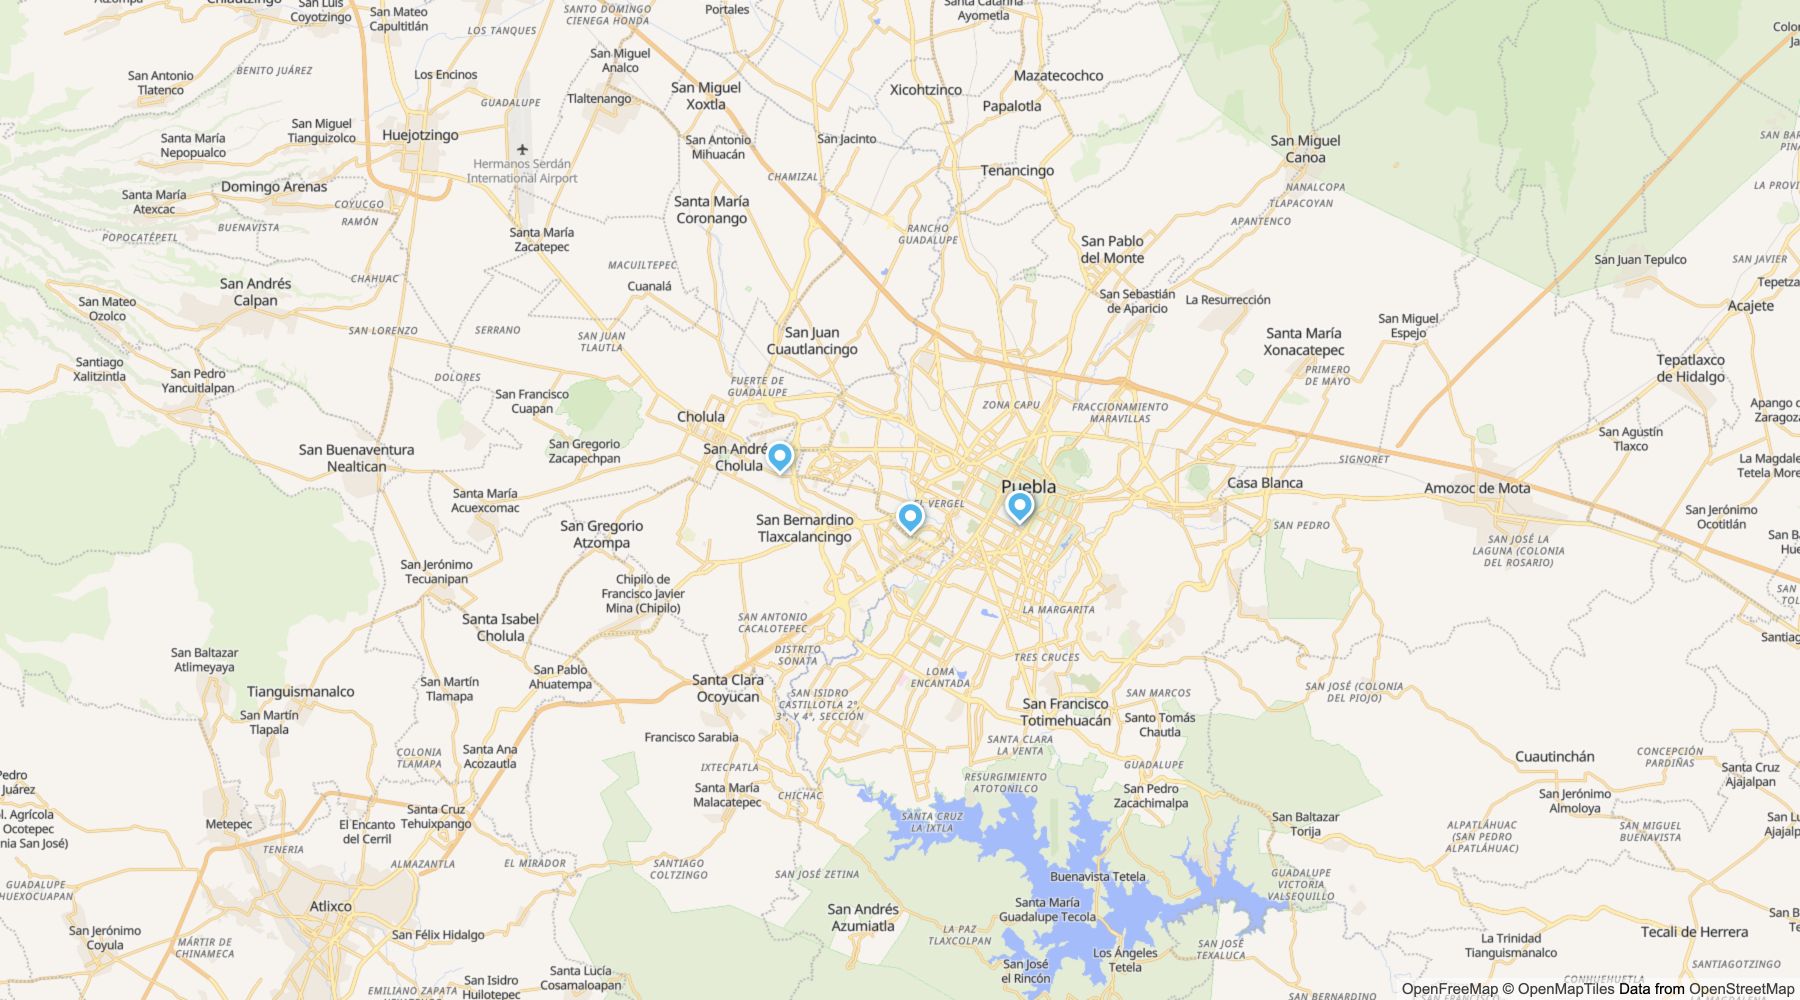 San Luis
Coyotzingo
San Mateo
Capultitlán
SANTO DOMINGO
CIENEGA HONDA
Portales
Santa Catarina
Ayometla
LOS TANQUES
San Miguel
Analco
San Antonio
Tlatenco
BENITO JUÁREZ
Los Encinos
Mazatecochco
San Miguel
Xoxtla
Xicohtzinco
Tlaltenango
GUADALUPE
Papalotla
San Miguel
Tianguizolco
Huejotzingo
Santa María
Nepopualco
San Antonio
Mihuacán
San Jacinto
San Miguel
Canoa
Hermanos Serdán
International Airport
Tenancingo
CHAMIZAL
Domingo Arenas
NANALCOPA
TLAPACOYAN
LA PROVI
Santa María
Atexcac
COYUCGO
RAMÓN
Santa María
Coronango
BUENAVISTA
POPOCATÉPETL
APANTENCO
RANCHO
GUADALUPE
Santa María
Zacatepec
San Pablo
del Monte
San Juan Tepulco
SAN JAVIER
MACUILTEPEC
CHAHUAC
San Andrés
Calpan
Cuanalá
San Mateo
Ozolco
San Sebastián
de Aparicio
La Resurrección
Acajete
SAN LORENZO
SERRANO
SAN JUAN
TLAUTLA
San Juan
Cuautlancingo
Santa María
Xonacatepec
San Miguel
Espejo
Santiago
Xalitzintla
San Pedro
Yancuitlalpan
DOLORES
Tepatlaxco
de Hidalgo
PRIMERO
DE MAYO
FUERTE DE
GUADALUPE
San Francisco
Cuapan
ZONA CAPU
FRACCIONAMIENTO
MARAVILLAS
Cholula
San Agustín
Tlaxco
San Buenaventura
Nealtican
San Gregorio
Zacapechpan
San Andrés
Cholula
SIGNORET
Puebla
Casa Blanca
Amozoc de Mota
Santa María
Acuexcomac
EL VERGEL
San Jerónimo
Ocotitlán
San Gregorio
Atzompa
San Bernardino
Tlaxcalancingo
SAN PEDRO
SAN JOSÉ LA
LAGUNA (COLONIA
DEL ROSARIO)
San Jerónimo
Tecuanipan
Chipilo de
Francisco Javier
Mina (Chipilo)
LA MARGARITA
Santa Isabel
Cholula
SAN ANTONIO
CACALOTEPEC
San Baltazar
Atlimeyaya
DISTRITO
SONATA
TRES CRUCES
San Pablo
Ahuatempa
LOMA
ENCANTADA
San Martín
Tlamapa
Santa Clara
Ocoyucan
Tianguismanalco
SAN ISIDRO
CASTILLOTLA 2ª,
3ª, Y 4ª, SECCIÓN
SAN MARCOS
SAN JOSÉ (COLONIA
DEL PIOJO)
San Martín
Tlapala
San Francisco
Totimehuacán
Santo Tomás
Chautla
Francisco Sarabia
SANTA CLARA
LA VENTA
COLONIA
TLAMAPA
Santa Ana
Acozautla
Cuautinchán
CONCEPCIÓN
PARDIÑAS
IXTECPATLA
GUADALUPE
Santa Cruz
Ajajalpan
RESURGIMIENTO
ATOTONILCO
Santa María
Malacatepec
CHICHAC
San Pedro
Zacachimalpa
San Jerónimo
Almoloya
Santa Cruz
Tehuixpango
Metepec
El Encanto
del Cerril
SANTA CRUZ
LA IXTLA
San Baltazar
Torija
ALPATLÁHUAC
(SAN PEDRO
ALPATLÁHUAC)
SAN MIGUEL
BUENAVISTA
TENERIA
ALMAZANTLA
EL MIRADOR
SANTIAGO
COLTZINGO
SAN JOSÉ ZETINA
Buenavista Tetela
GUADALUPE
VICTORIA
VALSEQUILLO
GUADALUPE
HUEXOCUAPAN
Atlixco
San Andrés
Azumiatla
Santa María
Guadalupe Tecola
San Jerónimo
Coyula
MÁRTIR DE
CHINAMECA
San Félix Hidalgo
LA PAZ
TLAXCOLPAN
SAN JOSÉ
TEXALUCA
La Trinidad
Tianguismanalco
Tecali de Herrera
Los Ángeles
Tetela
San José
el Rincón
SANTIAGOTZINGO
San Isidro
Huilotepec
Santa Lucía
Cosamaloapan
EMILIANO ZAPATA
SAN BERNARDINO
OpenFreeMap © OpenMapTiles Data from OpenStreetMap